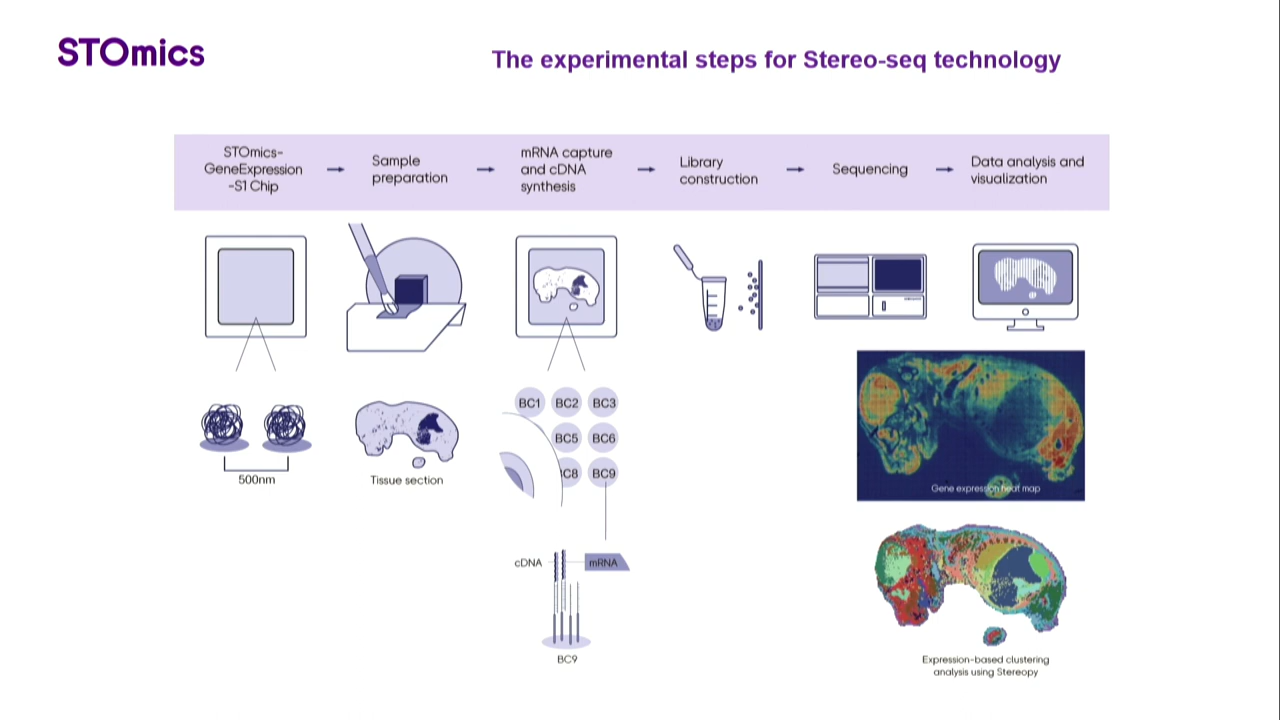 STOmics
The experimental steps for Stereo-seq technology
STOmics-
GeneExpression
-S1 Chip
Sample
preparation
mRNA capture
and cDNA
synthesis
Library
construction
Sequencing
Data analysis and
visualization
BC1 BC2 BC3
BC5 BC6
C8 BC9
500nm
Tissue section
Gene expression heat map
cDNA
mRNA
BC9
Expression-based clustering
analysis using Stereopy